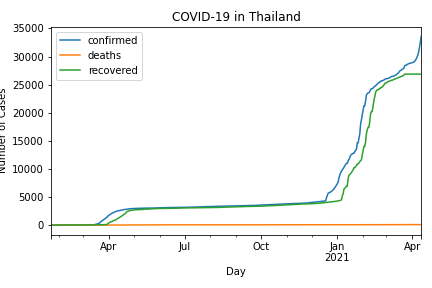 COVID-19 in Thailand
confirmed
deaths
recovered
35000
30000
25000
20000
15000
10000
5000
0
Number of Cases
Apr
Jul
Oct
Jan
2021
Apr
Day